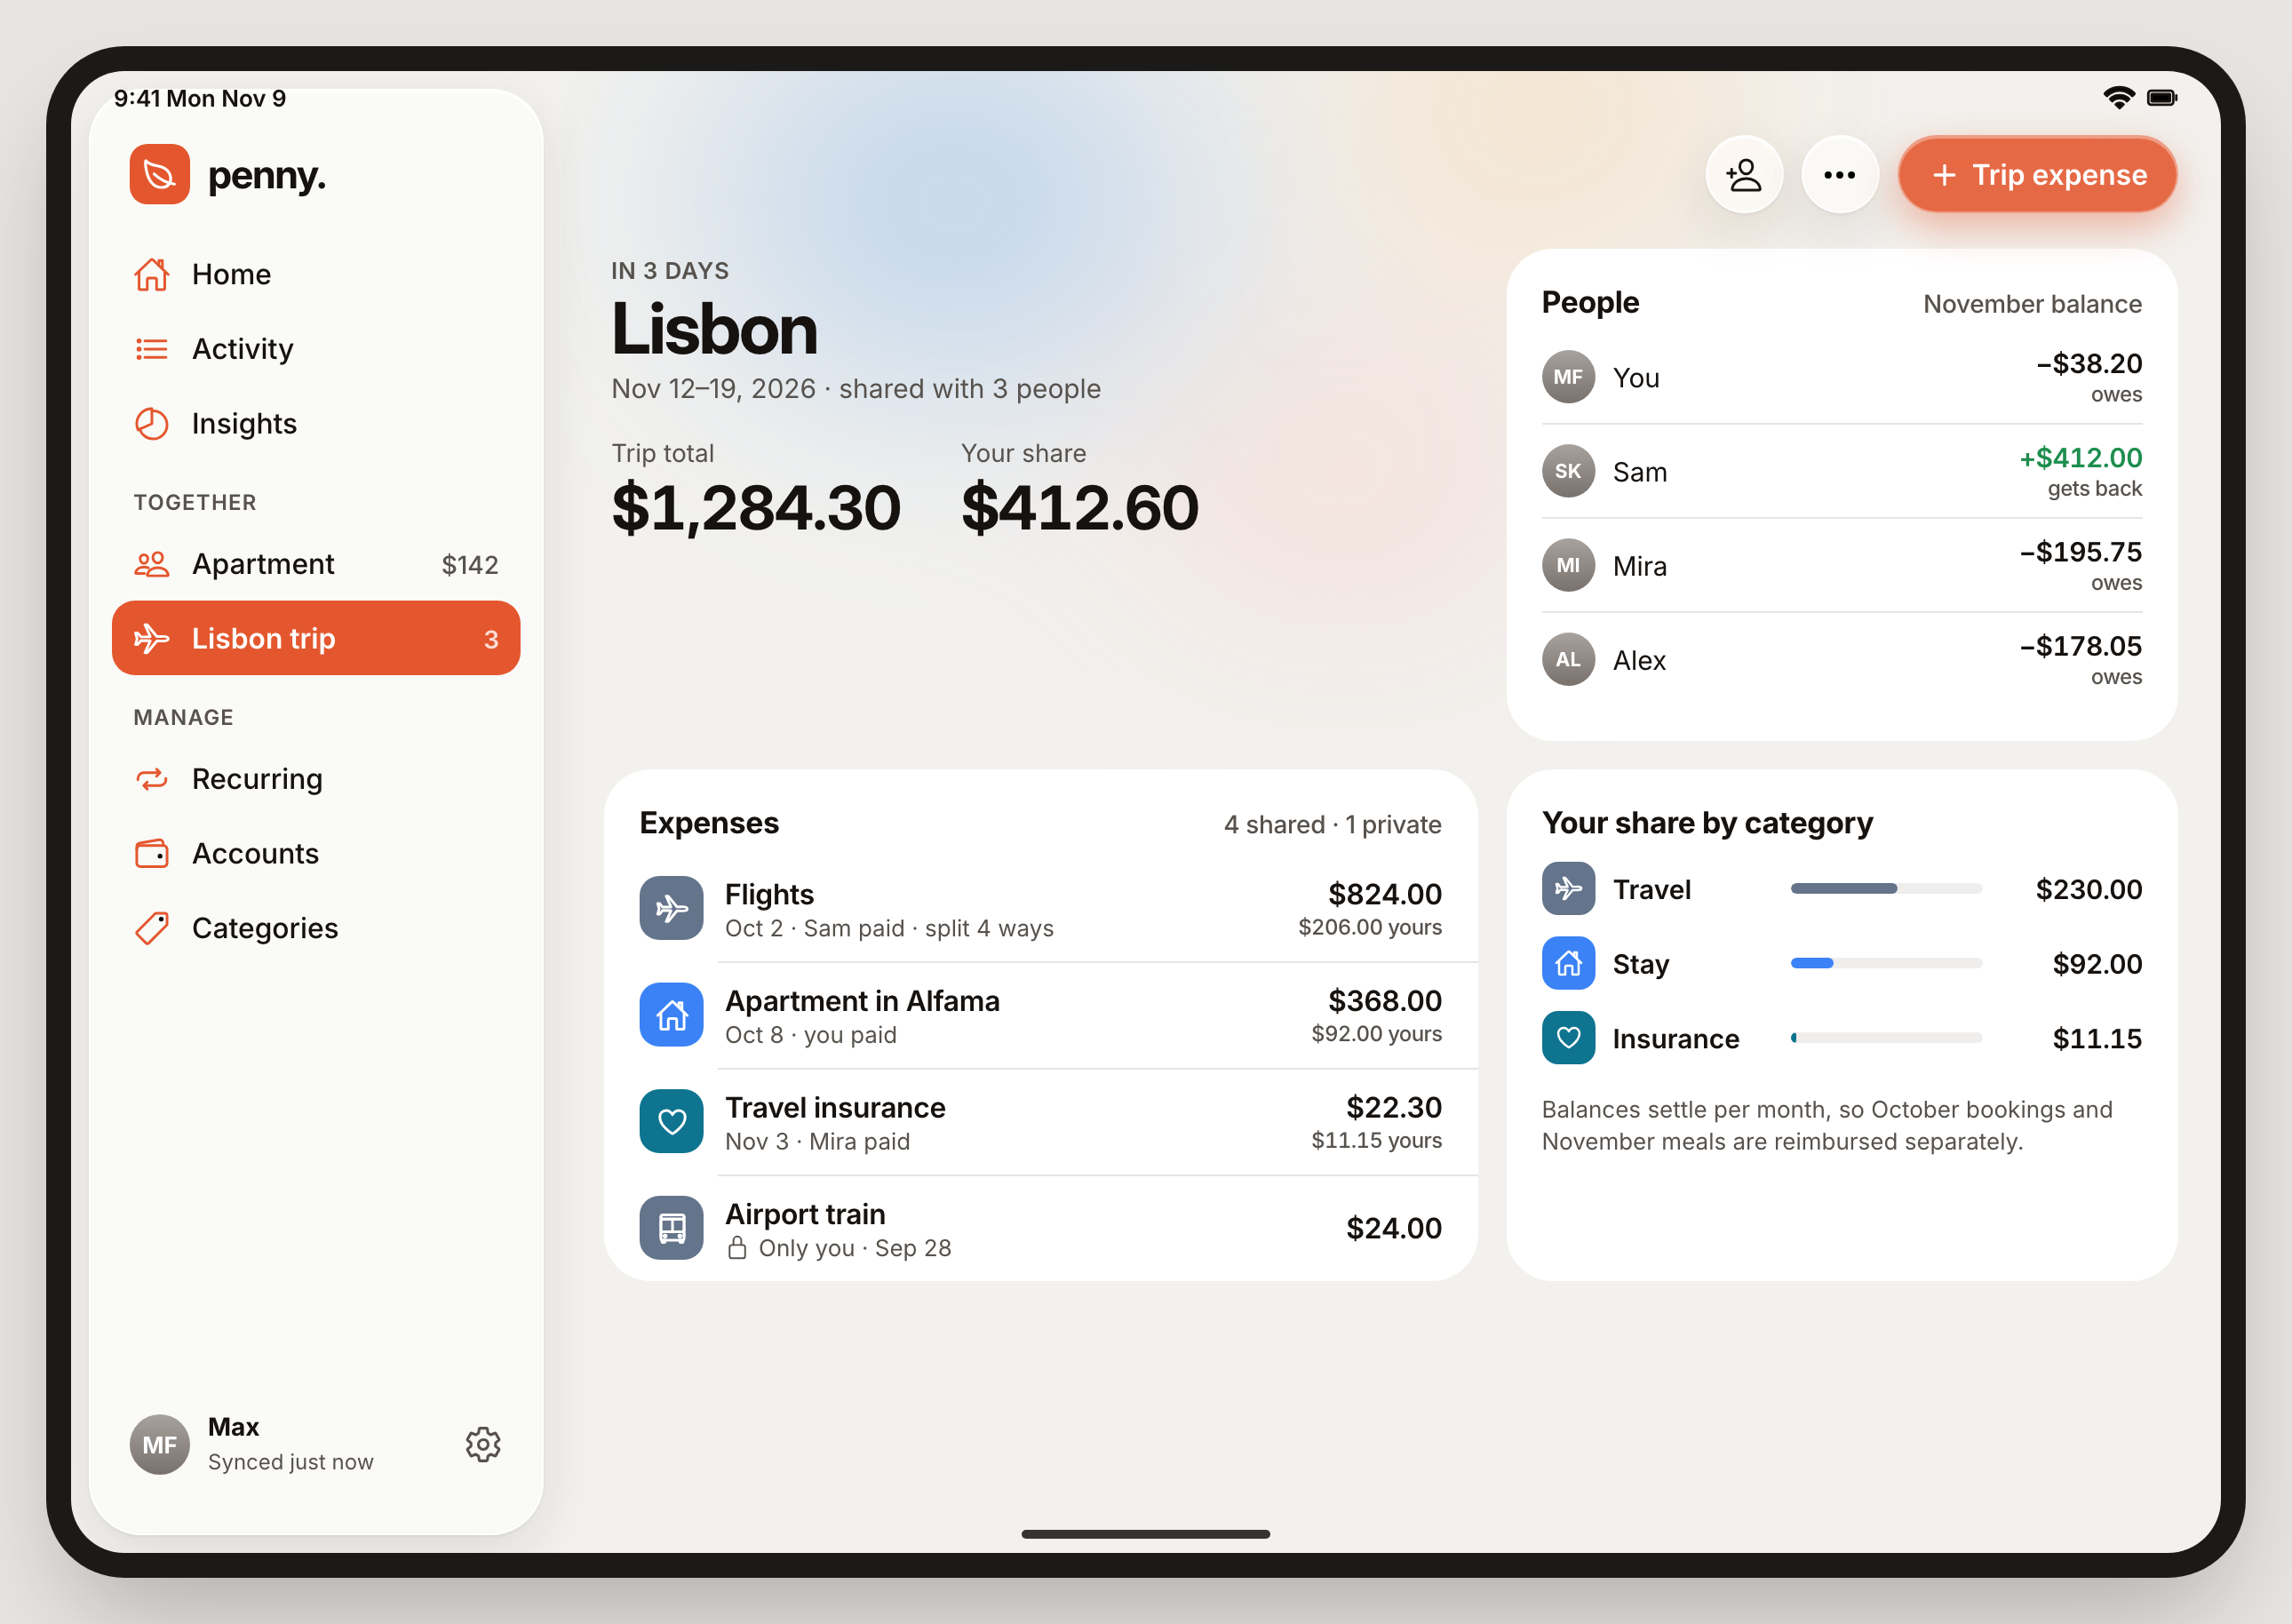 9:41 Mon Nov 9
penny.
Home
Activity
Insights
TOGETHER
Apartment $142
Lisbon trip 3
MANAGE
Recurring
Accounts
Categories
MF Max
Synced just now
+ Trip expense
IN 3 DAYS
Lisbon
Nov 12–19, 2026 · shared with 3 people
Trip total
$1,284.30
Your share
$412.60
People November balance
MF You −$38.20
owes
SK Sam +$412.00
gets back
MI Mira −$195.75
owes
AL Alex −$178.05
owes
Expenses 4 shared · 1 private
Flights $824.00
Oct 2 · Sam paid · split 4 ways $206.00 yours
Apartment in Alfama $368.00
Oct 8 · you paid $92.00 yours
Travel insurance $22.30
Nov 3 · Mira paid $11.15 yours
Airport train $24.00
Only you · Sep 28
Your share by category
Travel $230.00
Stay $92.00
Insurance $11.15
Balances settle per month, so October bookings and
November meals are reimbursed separately.